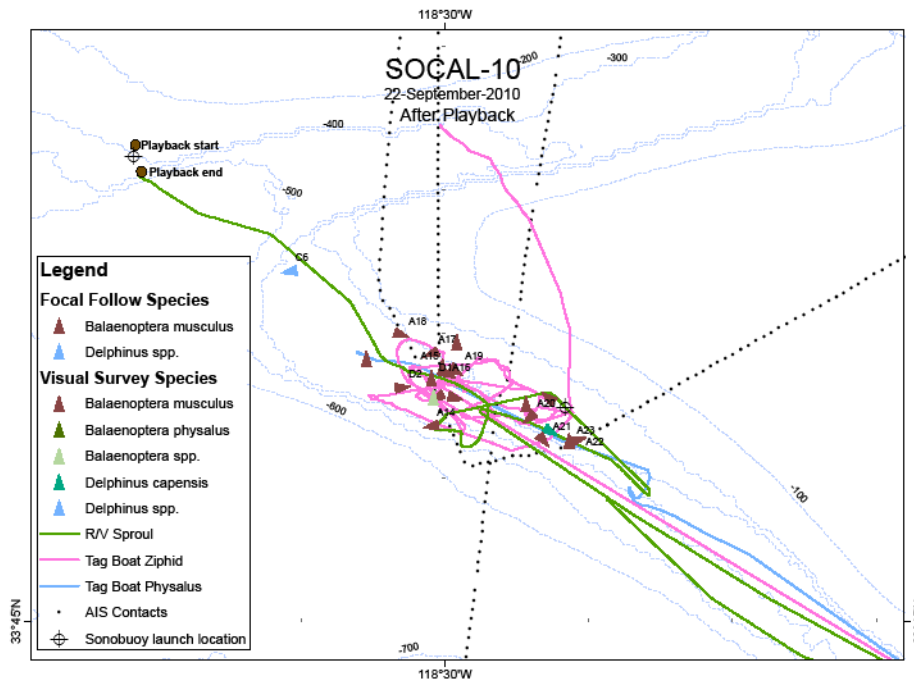 118°30'W
-200
-300
SOCAL-10
22-September-2010
After Playback
-400
Playback start
Playback end
-500
C6
Legend
Focal Follow Species
Balaenoptera musculus
Delphinus spp.
Visual Survey Species
Balaenoptera musculus
Balaenoptera physalus
Balaenoptera spp.
Delphinus capensis
Delphinus spp.
R/V Sproul
Tag Boat Ziphid
Tag Boat Physalus
AIS Contacts
Sonobuoy launch location
A18
A17
A15
A19
D2
D1
A16
A14
A20
A21
A23
A22
-600
-100
-700
33°45'N
118°30'W